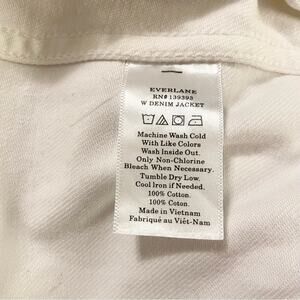 EVERLANE
RN# 139398
W DENIM JACKET
Machine Wash Cold
With Like Colors
Wash Inside Out.
Only Non-Chlorine
Bleach When Necessary.
Tumble Dry Low.
Cool Iron if Needed.
100% Cotton.
100% Coton.
Made in Vietnam
Fabriqué au Viêt-Nam